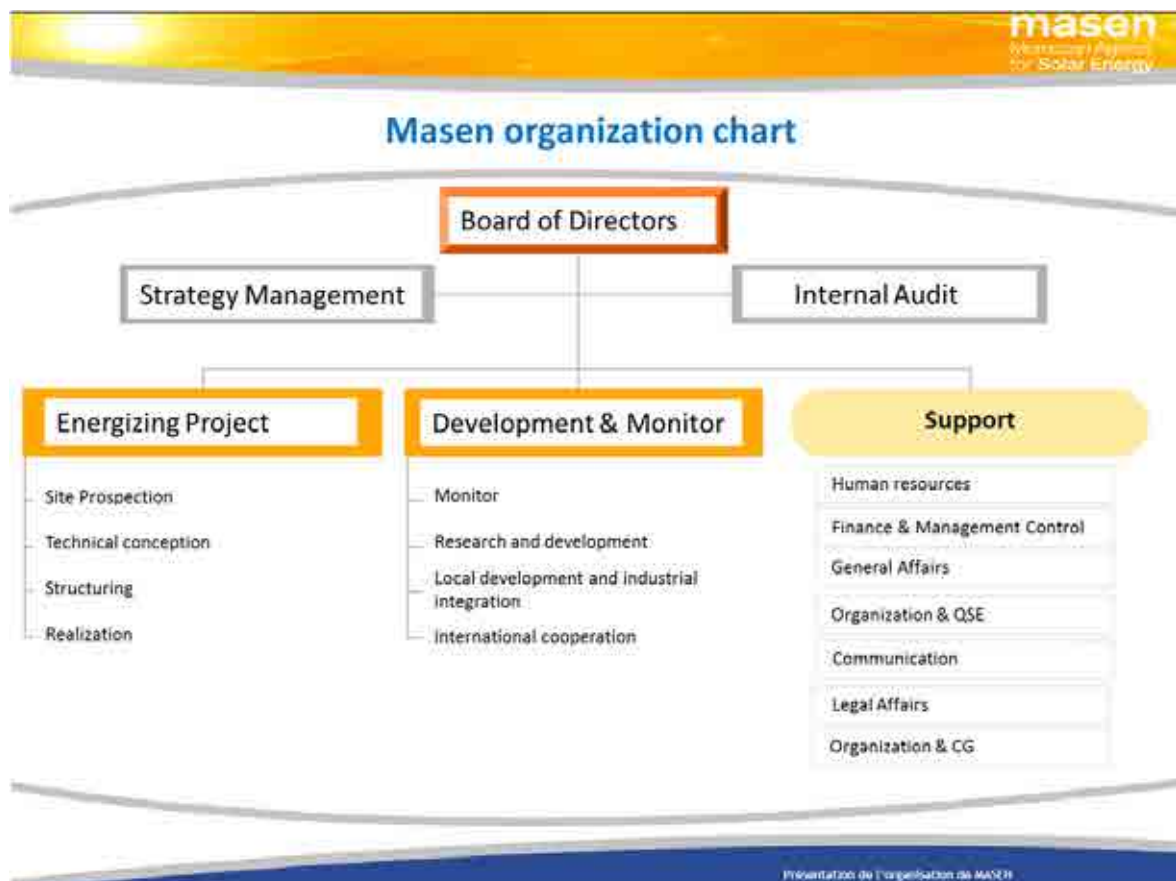 masen
Moroccan Agency
for Solar Energy
Masen organization chart
Board of Directors
Strategy Management
Internal Audit
Energizing Project
Site Prospection
Technical conception
Structuring
Realization
Development & Monitor
Monitor
Research and development
Local development and industrial
integration
International cooperation
Support
Human resources
Finance & Management Control
General Affairs
Organization & QSE
Communication
Legal Affairs
Organization & CG
Présentation de l'organisation de MASEN